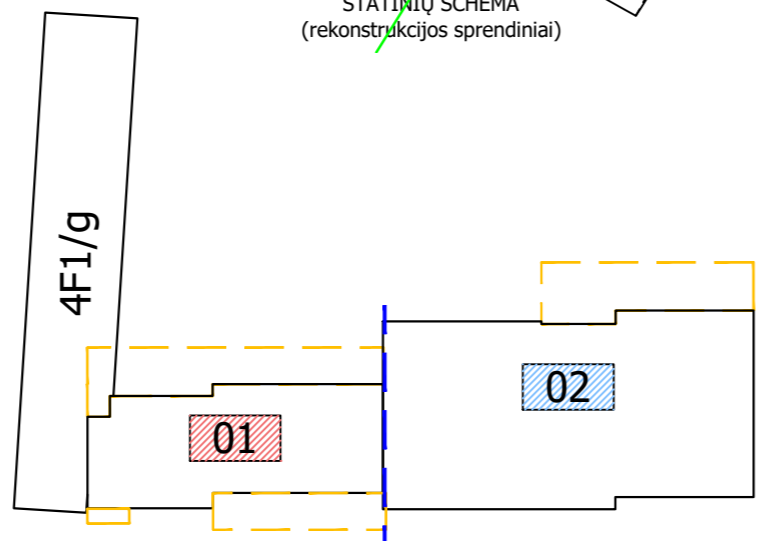 STATINIŲ SCHEMA
(rekonstrukcijos sprendiniai)
4F1/g
01
02